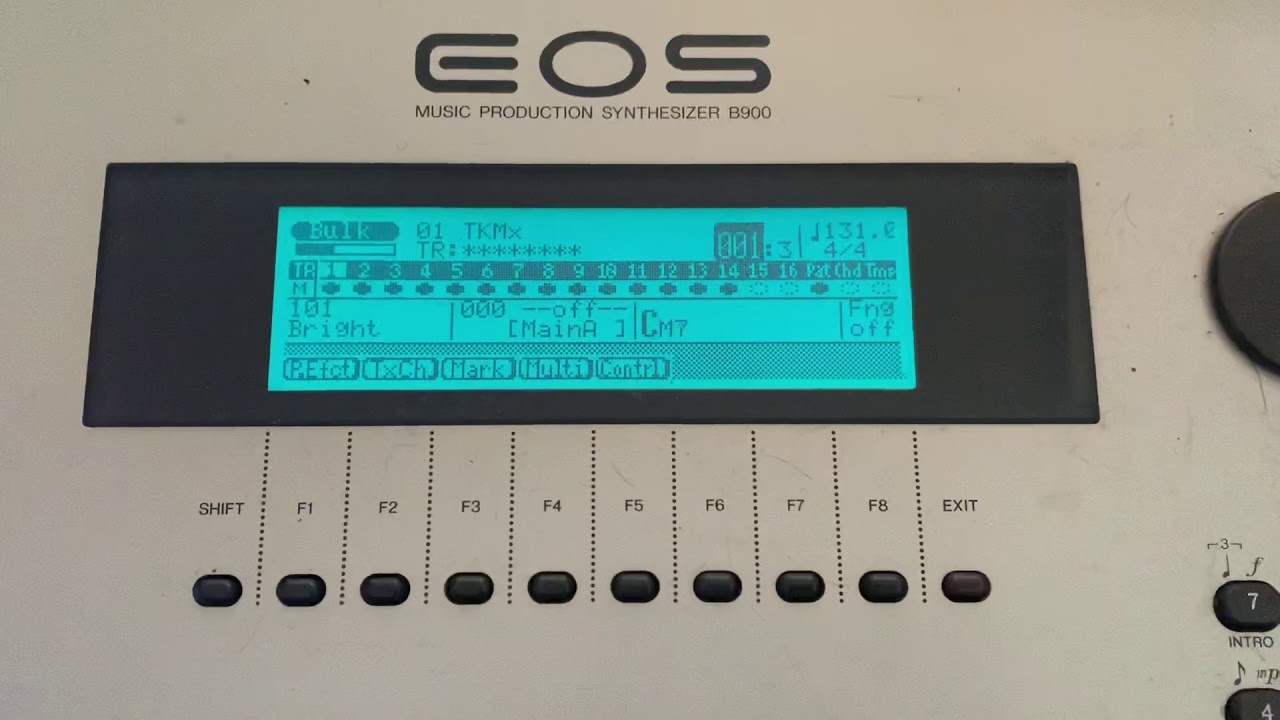 EOS
MUSIC PRODUCTION SYNTHESIZER B900
Bulk 01 TKMx 001:3 ♩131.0
TR:******** 4/4
TR 1 2 3 4 5 6 7 8 9 10 11 12 13 14 15 16 Pat Chd Tmp
M
101 000 --off-- Fng
Bright [MainA ] CM7 off
P.Efct TxCh Mark Multi Contrl
SHIFT F1 F2 F3 F4 F5 F6 F7 F8 EXIT
3
f
7
INTRO
mp
4